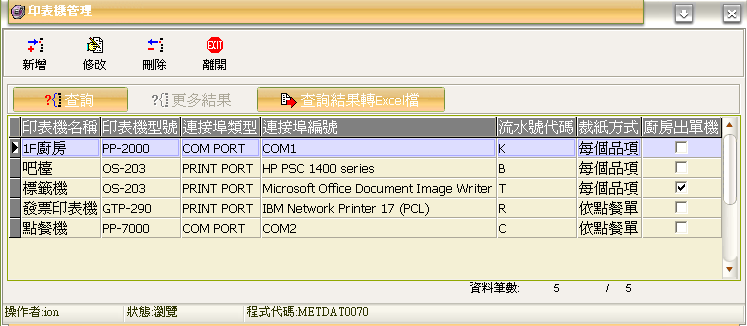 印表機管理
新增 修改 刪除 EXIT 離開
?{} 查詢 ?{} 更多結果 查詢結果轉Excel檔
印表機名稱 印表機型號 連接埠類型 連接埠編號 流水號代碼 裁紙方式 廚房出單機
1F廚房 PP-2000 COM PORT COM1 K 每個品項
吧檯 OS-203 PRINT PORT HP PSC 1400 series B 每個品項
標籤機 OS-203 PRINT PORT Microsoft Office Document Image Writer T 每個品項
發票印表機 GTP-290 PRINT PORT IBM Network Printer 17 (PCL) R 依點餐單
點餐機 PP-7000 COM PORT COM2 C 依點餐單
資料筆數: 5 / 5
操作者:ion 狀態:瀏覽 程式代碼:METDAT0070